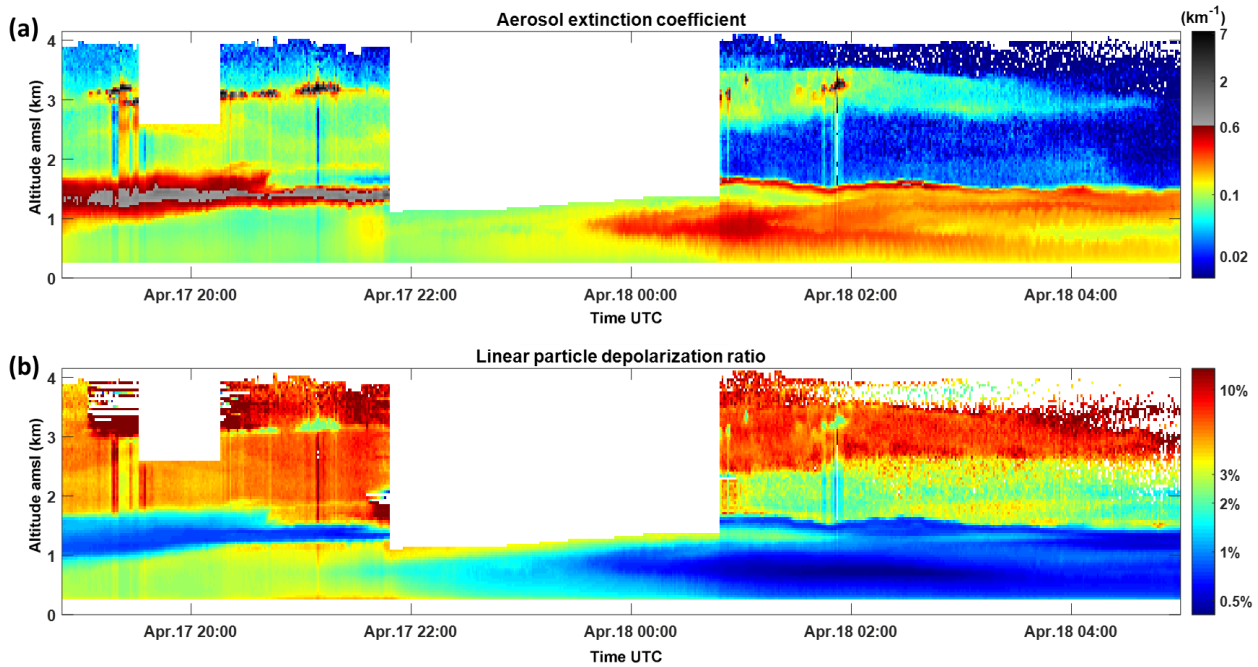 (a)
Aerosol extinction coefficient
(km⁻¹)
Altitude amsl (km)
4
3
2
1
0
7
2
0.6
0.1
0.02
Apr.17 20:00
Apr.17 22:00
Apr.18 00:00
Apr.18 02:00
Apr.18 04:00
Time UTC
(b)
Linear particle depolarization ratio
Altitude amsl (km)
4
3
2
1
0
10%
3%
2%
1%
0.5%
Apr.17 20:00
Apr.17 22:00
Apr.18 00:00
Apr.18 02:00
Apr.18 04:00
Time UTC